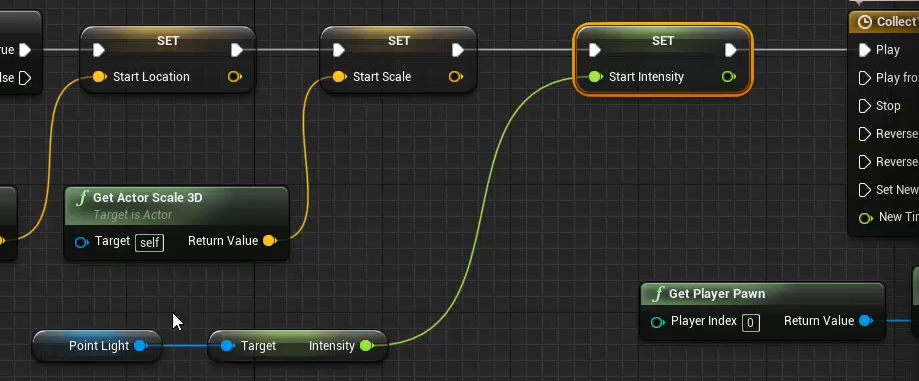 SET
SET
SET
Collect
rue
Play
Start Location
Start Scale
Start Intensity
Play fro
alse
Stop
Reverse
Reverse
Get Actor Scale 3D
Set New
Target is Actor
New Tim
Target self
Return Value
Get Player Pawn
Player Index 0
Return Value
Point Light
Target
Intensity